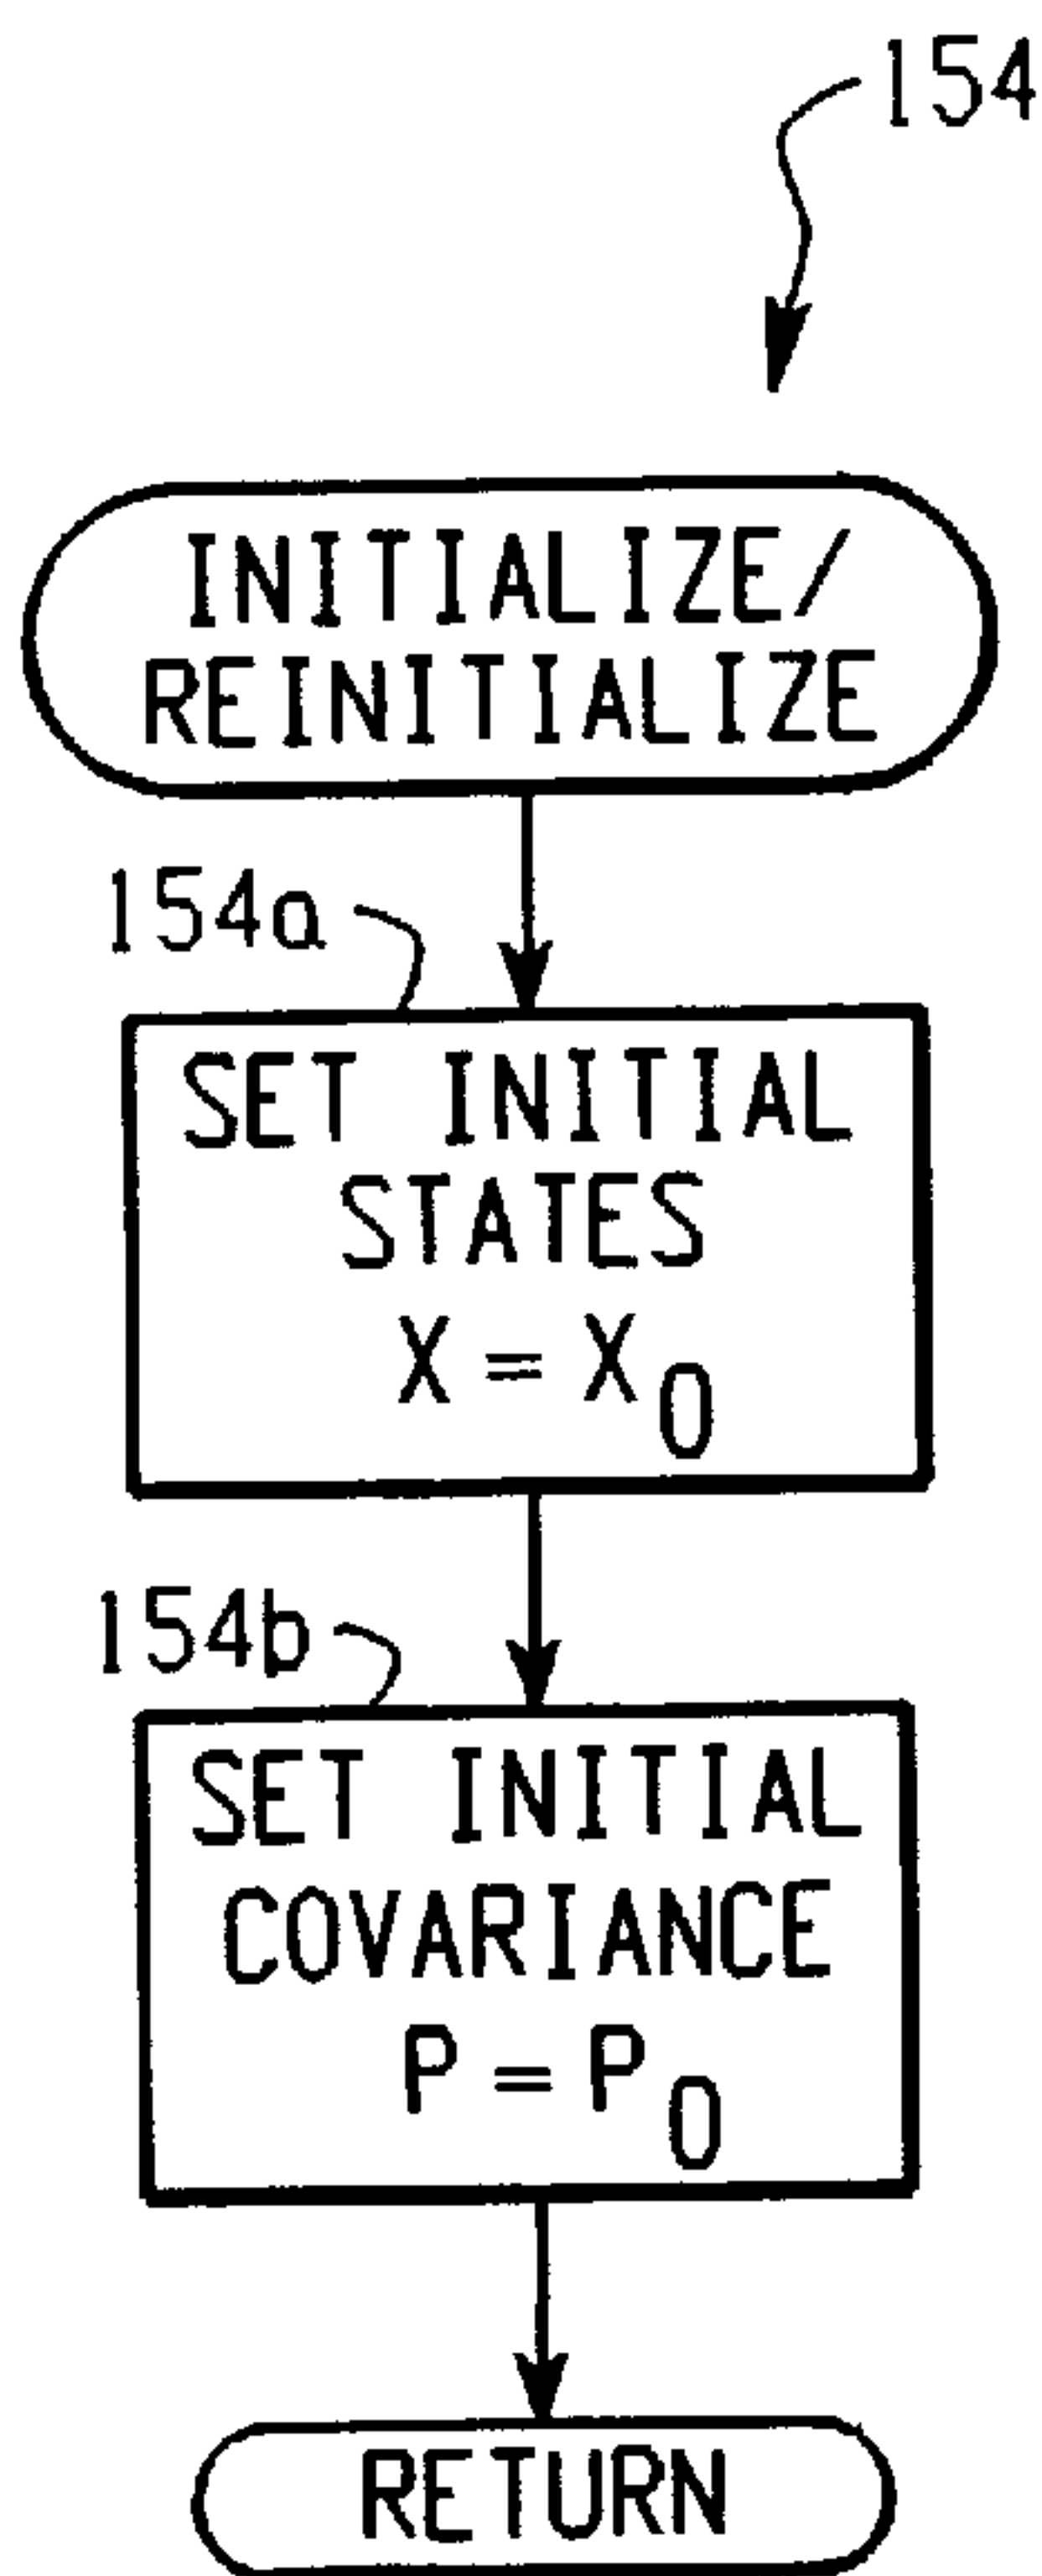 154
INITIALIZE/
REINITIALIZE
154a
SET INITIAL
STATES
X = X₀
154b
SET INITIAL
COVARIANCE
P = P₀
RETURN